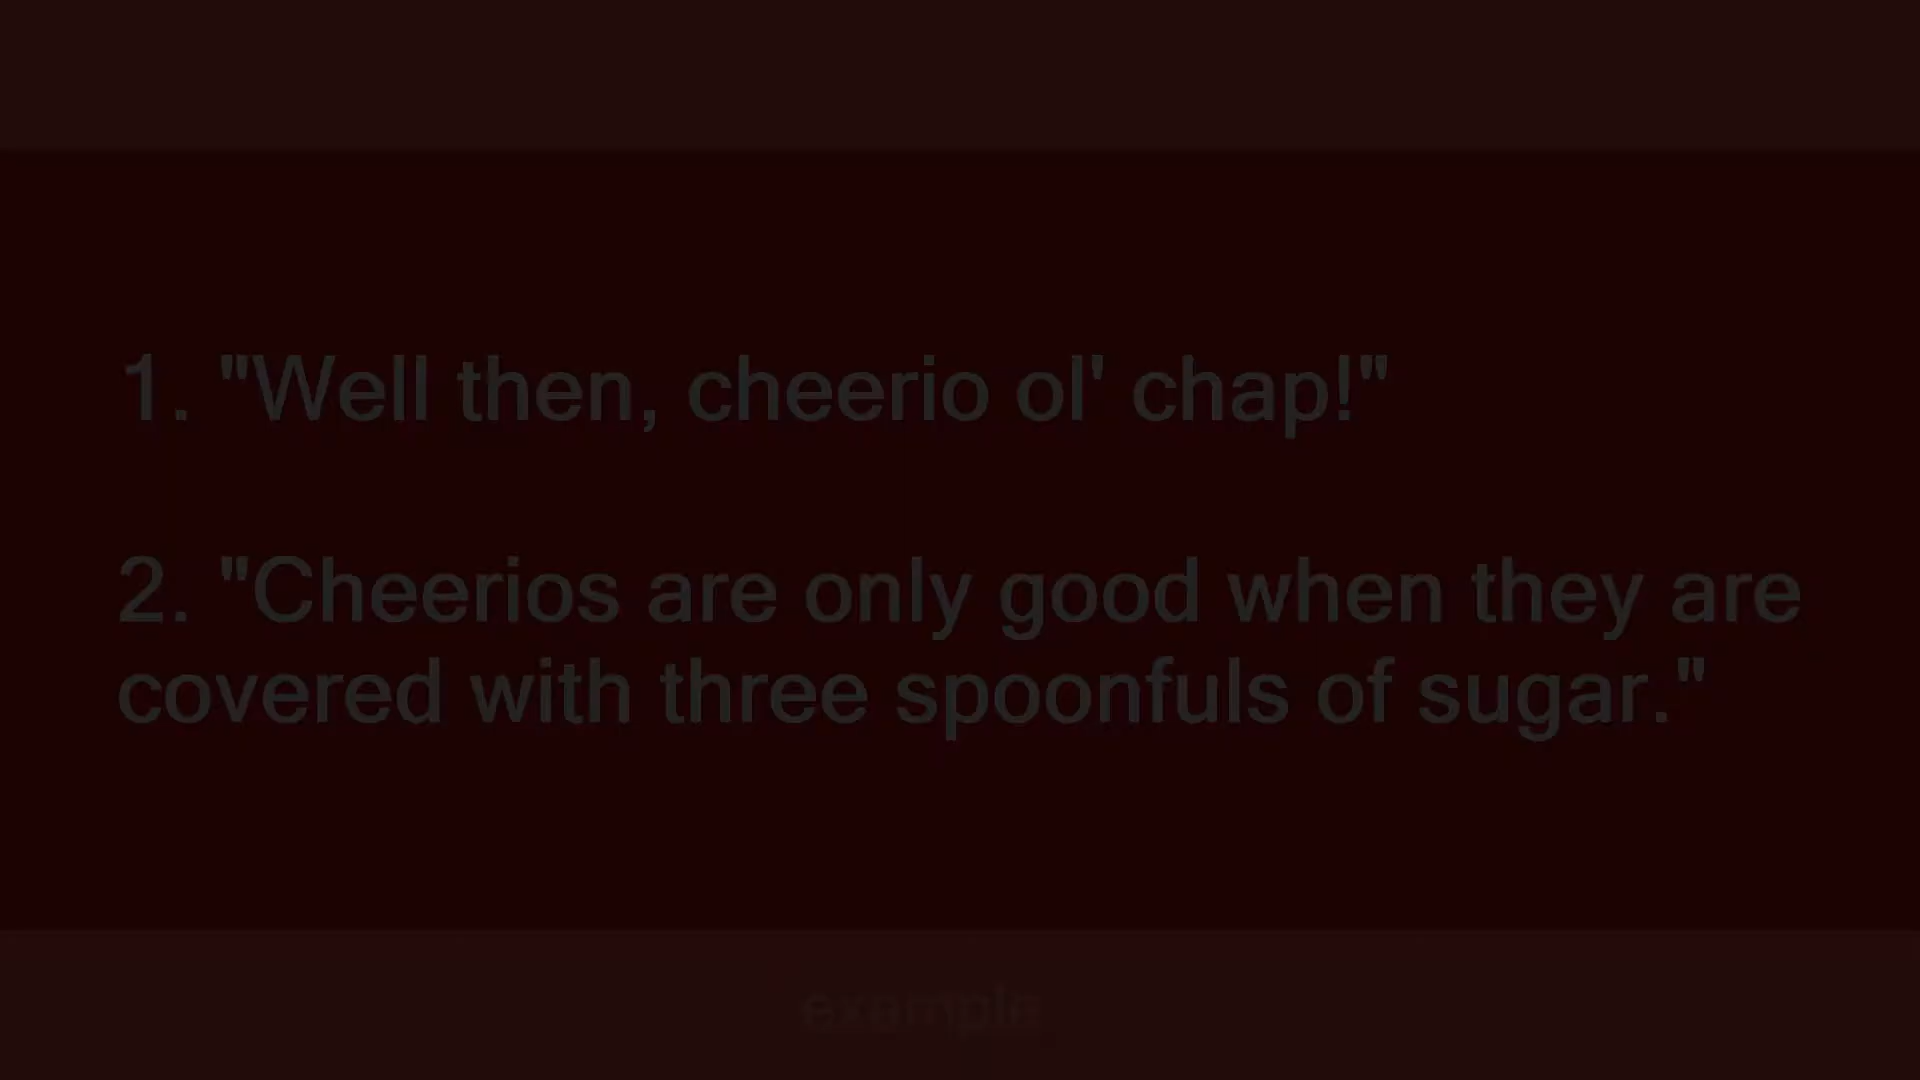 1. "Well then, cheerio ol' chap!"
2. "Cheerios are only good when they are
covered with three spoonfuls of sugar."
example